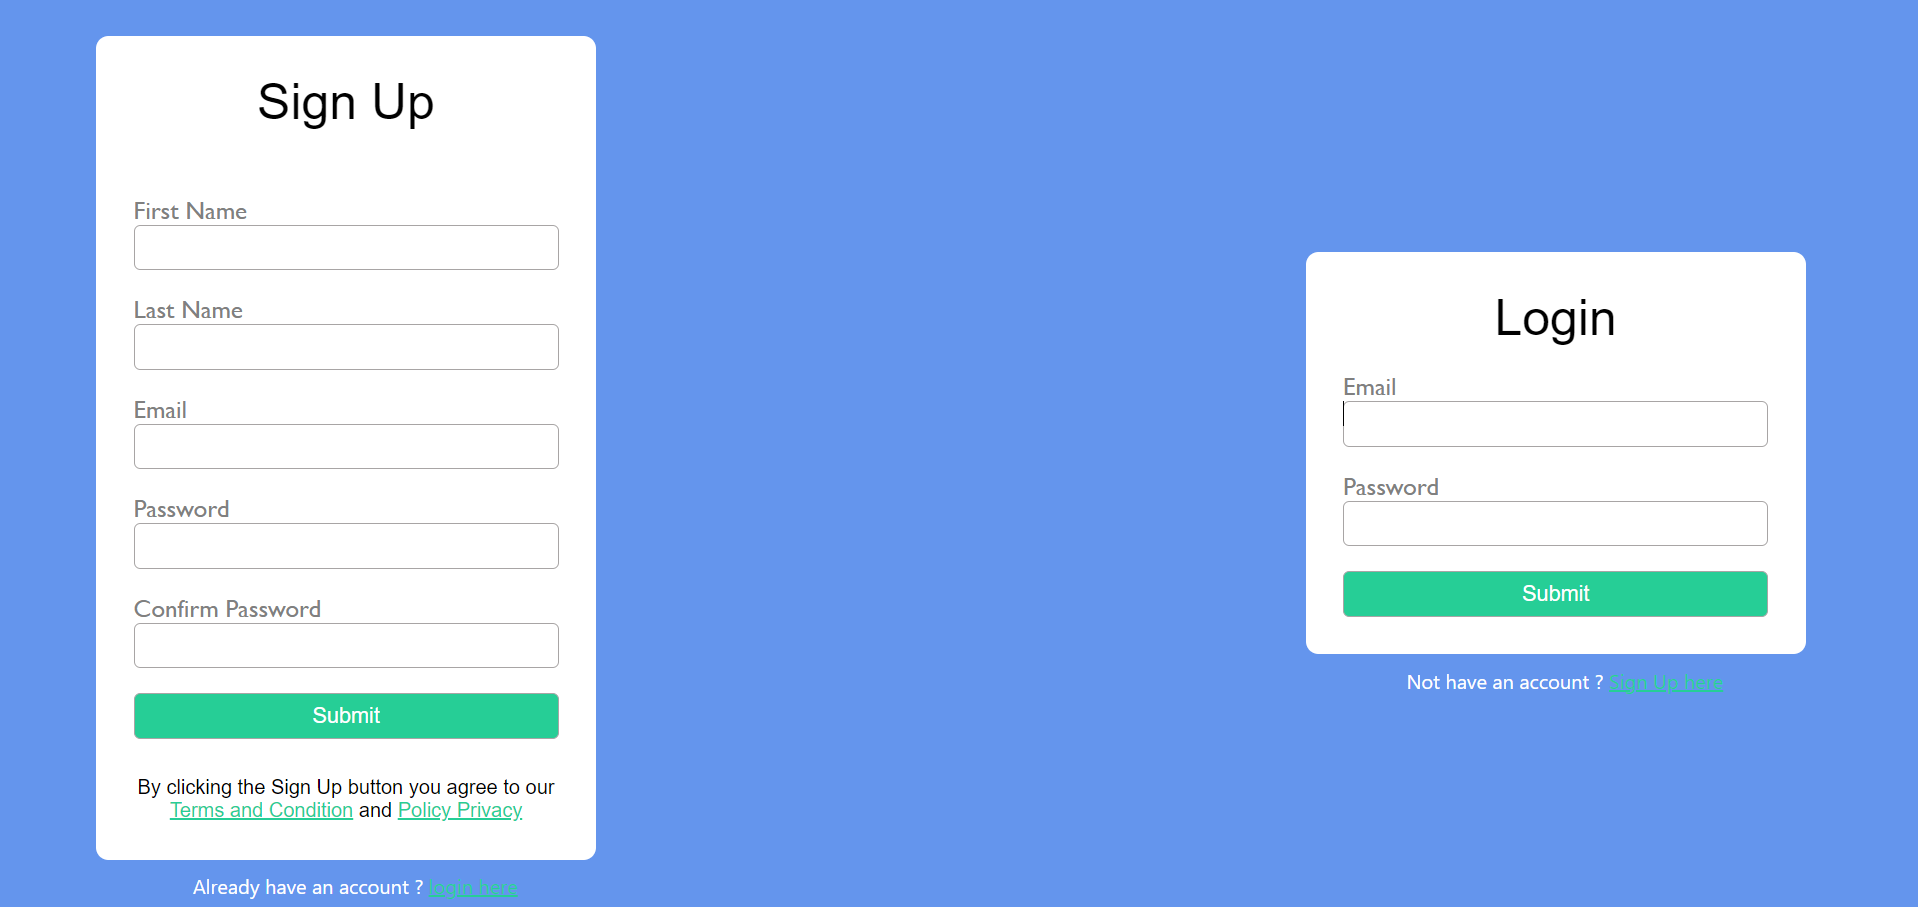 Sign Up
First Name
Last Name
Email
Password
Confirm Password
Submit
By clicking the Sign Up button you agree to our
Terms and Condition and Policy Privacy
Already have an account ? login here
Login
Email
Password
Submit
Not have an account ? Sign Up here